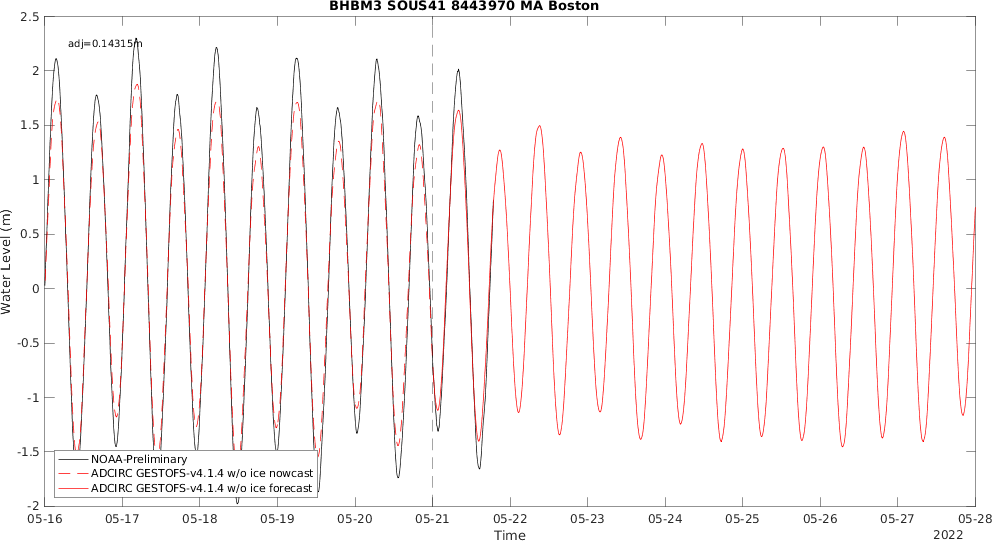 BHBM3 SOUS41 8443970 MA Boston
adj=0.14315m
2.5
2
1.5
1
0.5
0
-0.5
-1
-1.5
-2
Water Level (m)
NOAA-Preliminary
ADCIRC GESTOFS-v4.1.4 w/o ice nowcast
ADCIRC GESTOFS-v4.1.4 w/o ice forecast
05-16 05-17 05-18 05-19 05-20 05-21 05-22 05-23 05-24 05-25 05-26 05-27 05-28
Time
2022